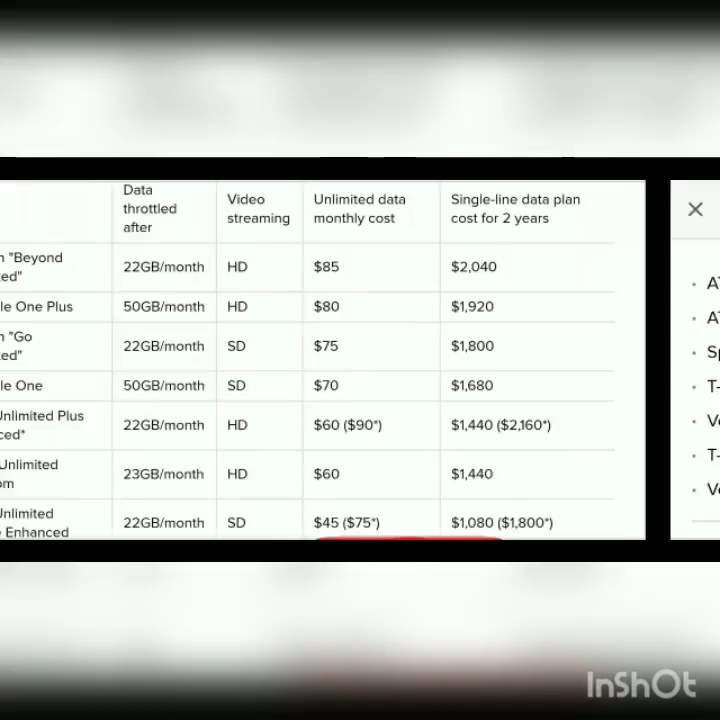 Data
throttled
after
Video
streaming
Unlimited data
monthly cost
Single-line data plan
cost for 2 years
n "Beyond
ed"
22GB/month HD $85 $2,040
le One Plus 50GB/month HD $80 $1,920
n "Go
ed"
22GB/month SD $75 $1,800
le One 50GB/month SD $70 $1,680
Unlimited Plus
ced*
22GB/month HD $60 ($90*) $1,440 ($2,160*)
Unlimited
om
23GB/month HD $60 $1,440
Unlimited
Enhanced
22GB/month SD $45 ($75*) $1,080 ($1,800*)
AT
AT
Sp
T-
Ve
T-
Ve
InShOt